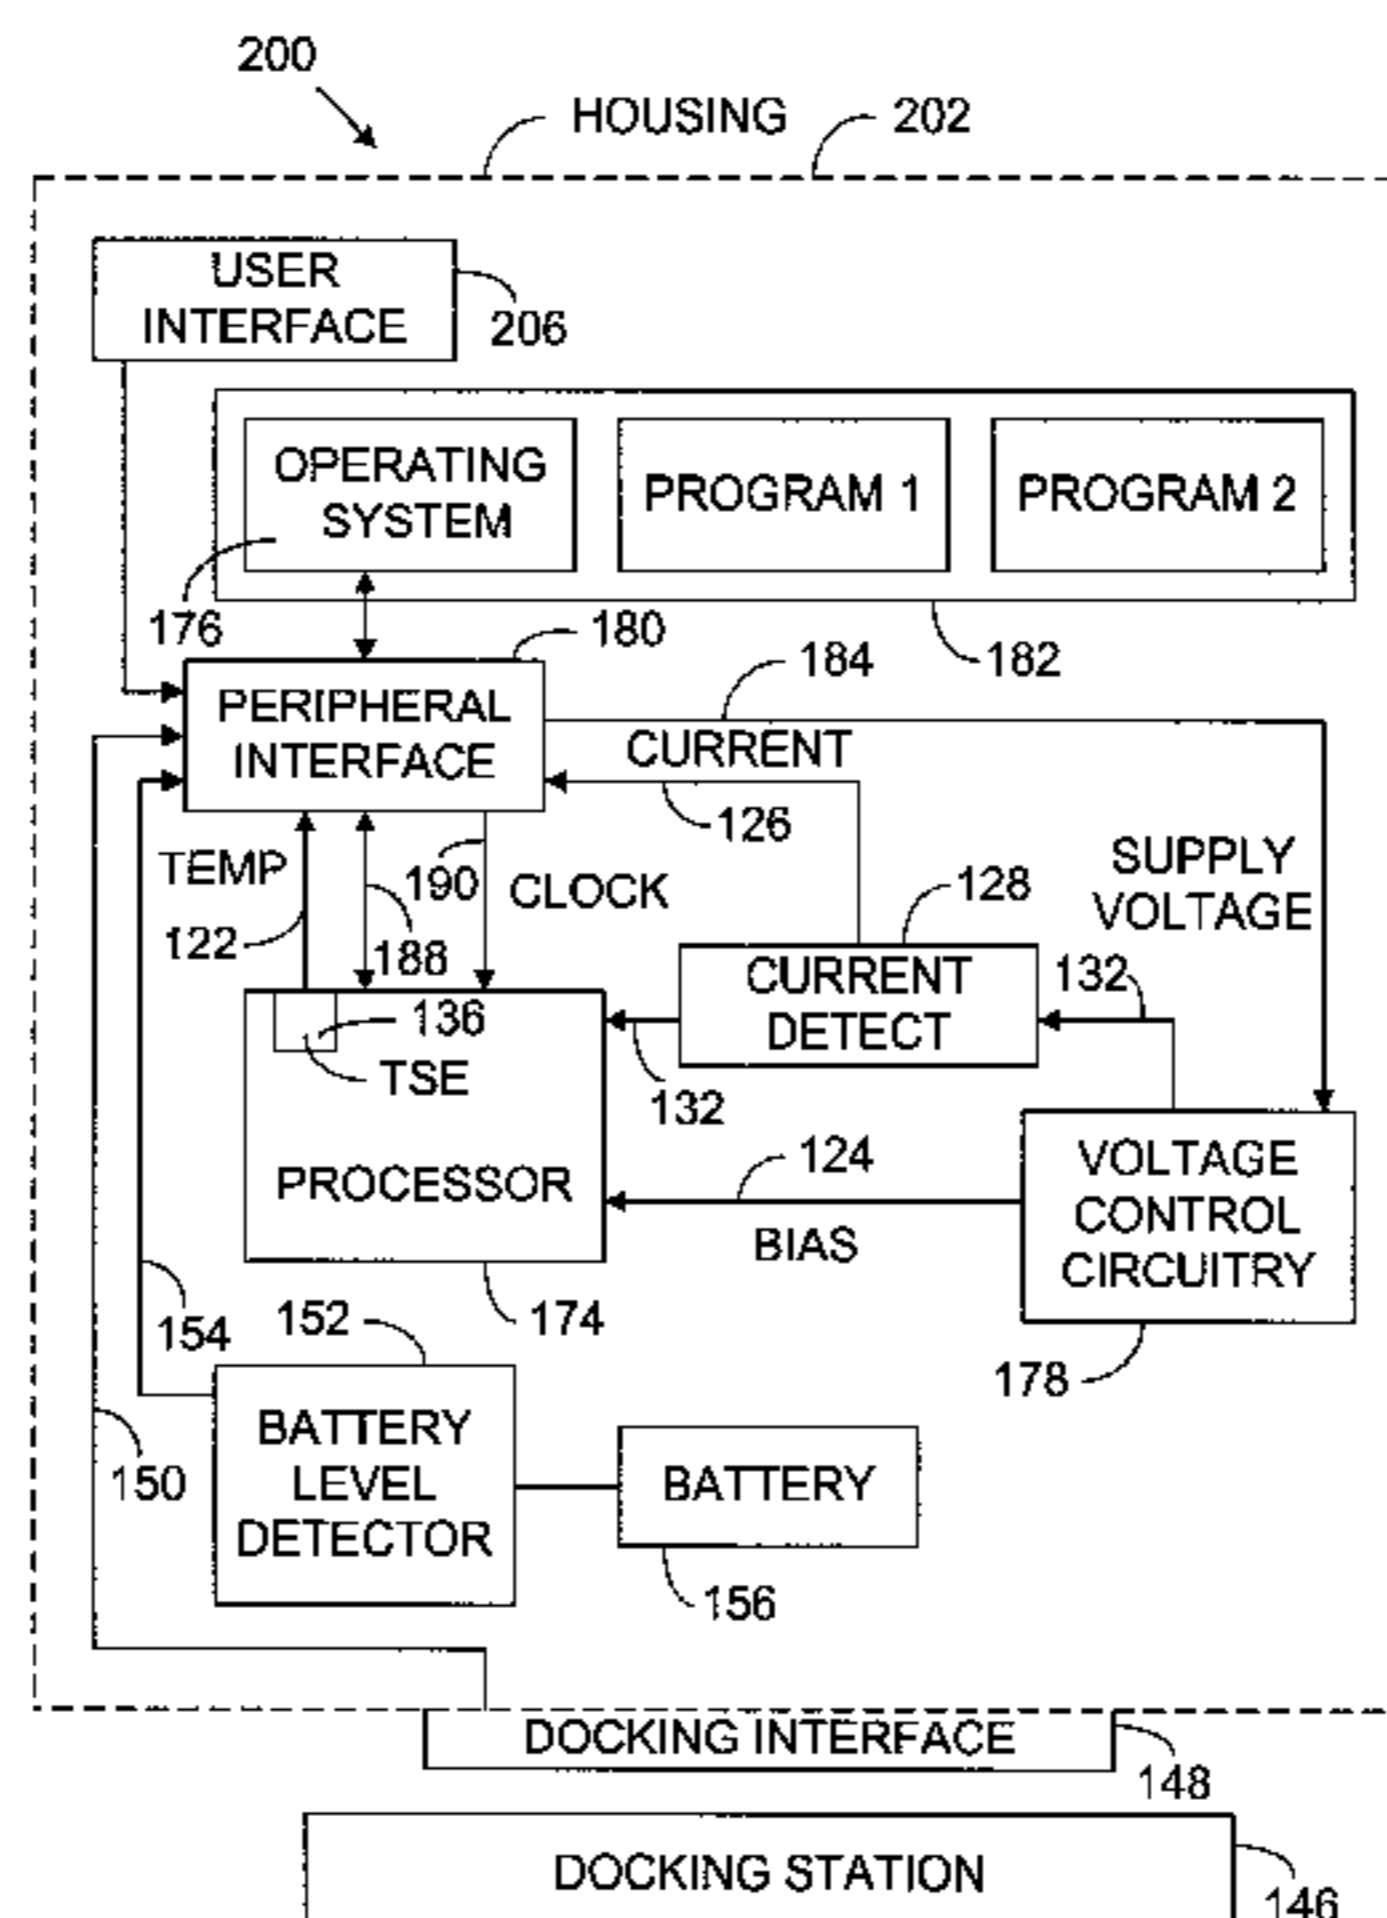 200
HOUSING 202
USER
INTERFACE
206
OPERATING
SYSTEM
PROGRAM 1
PROGRAM 2
176
180
182
184
PERIPHERAL
INTERFACE
CURRENT
126
TEMP
190
CLOCK
122
188
128
SUPPLY
VOLTAGE
CURRENT
DETECT
132
136
TSE
132
PROCESSOR
124
BIAS
VOLTAGE
CONTROL
CIRCUITRY
154
152
174
178
BATTERY
LEVEL
DETECTOR
150
BATTERY
156
DOCKING INTERFACE
148
DOCKING STATION
146